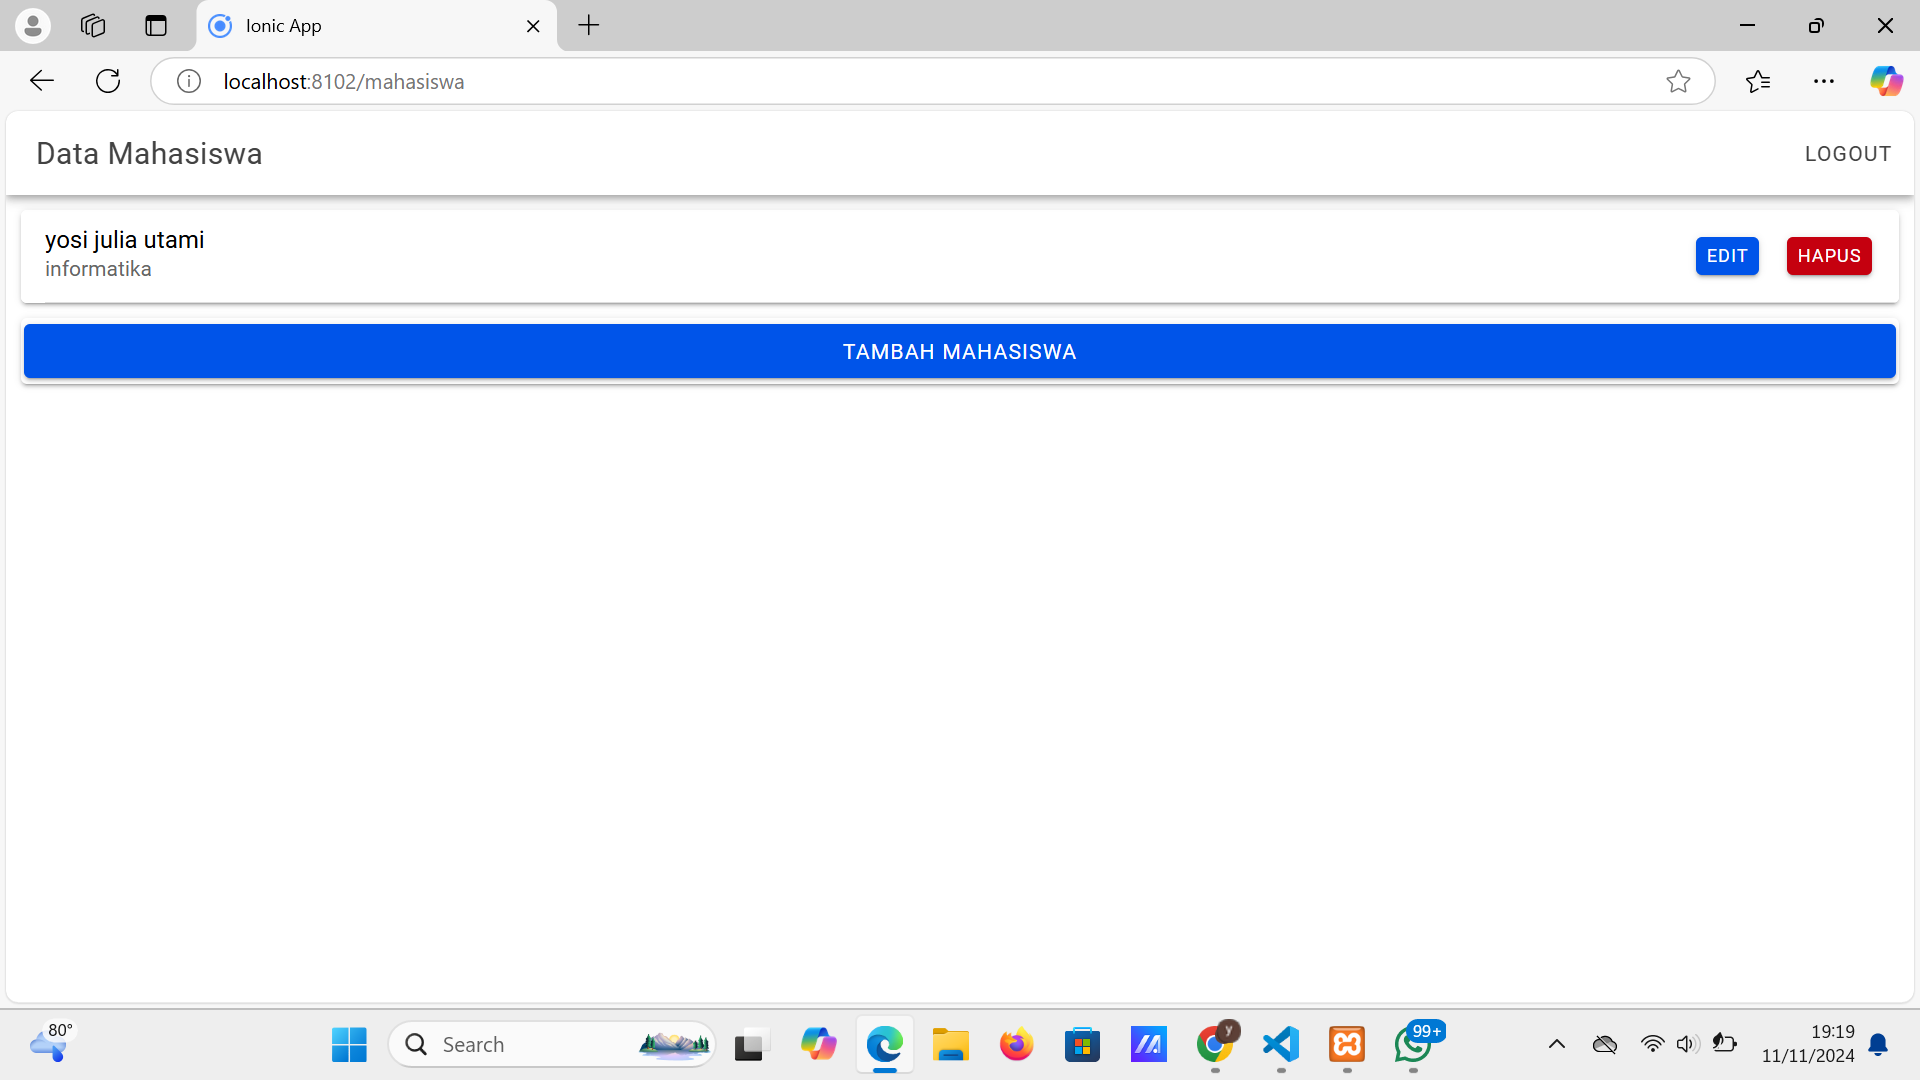 Ionic App
localhost:8102/mahasiswa
Data Mahasiswa
LOGOUT
yosi julia utami
informatika
EDIT
HAPUS
TAMBAH MAHASISWA
80°
Search
y
99+
19:19
11/11/2024